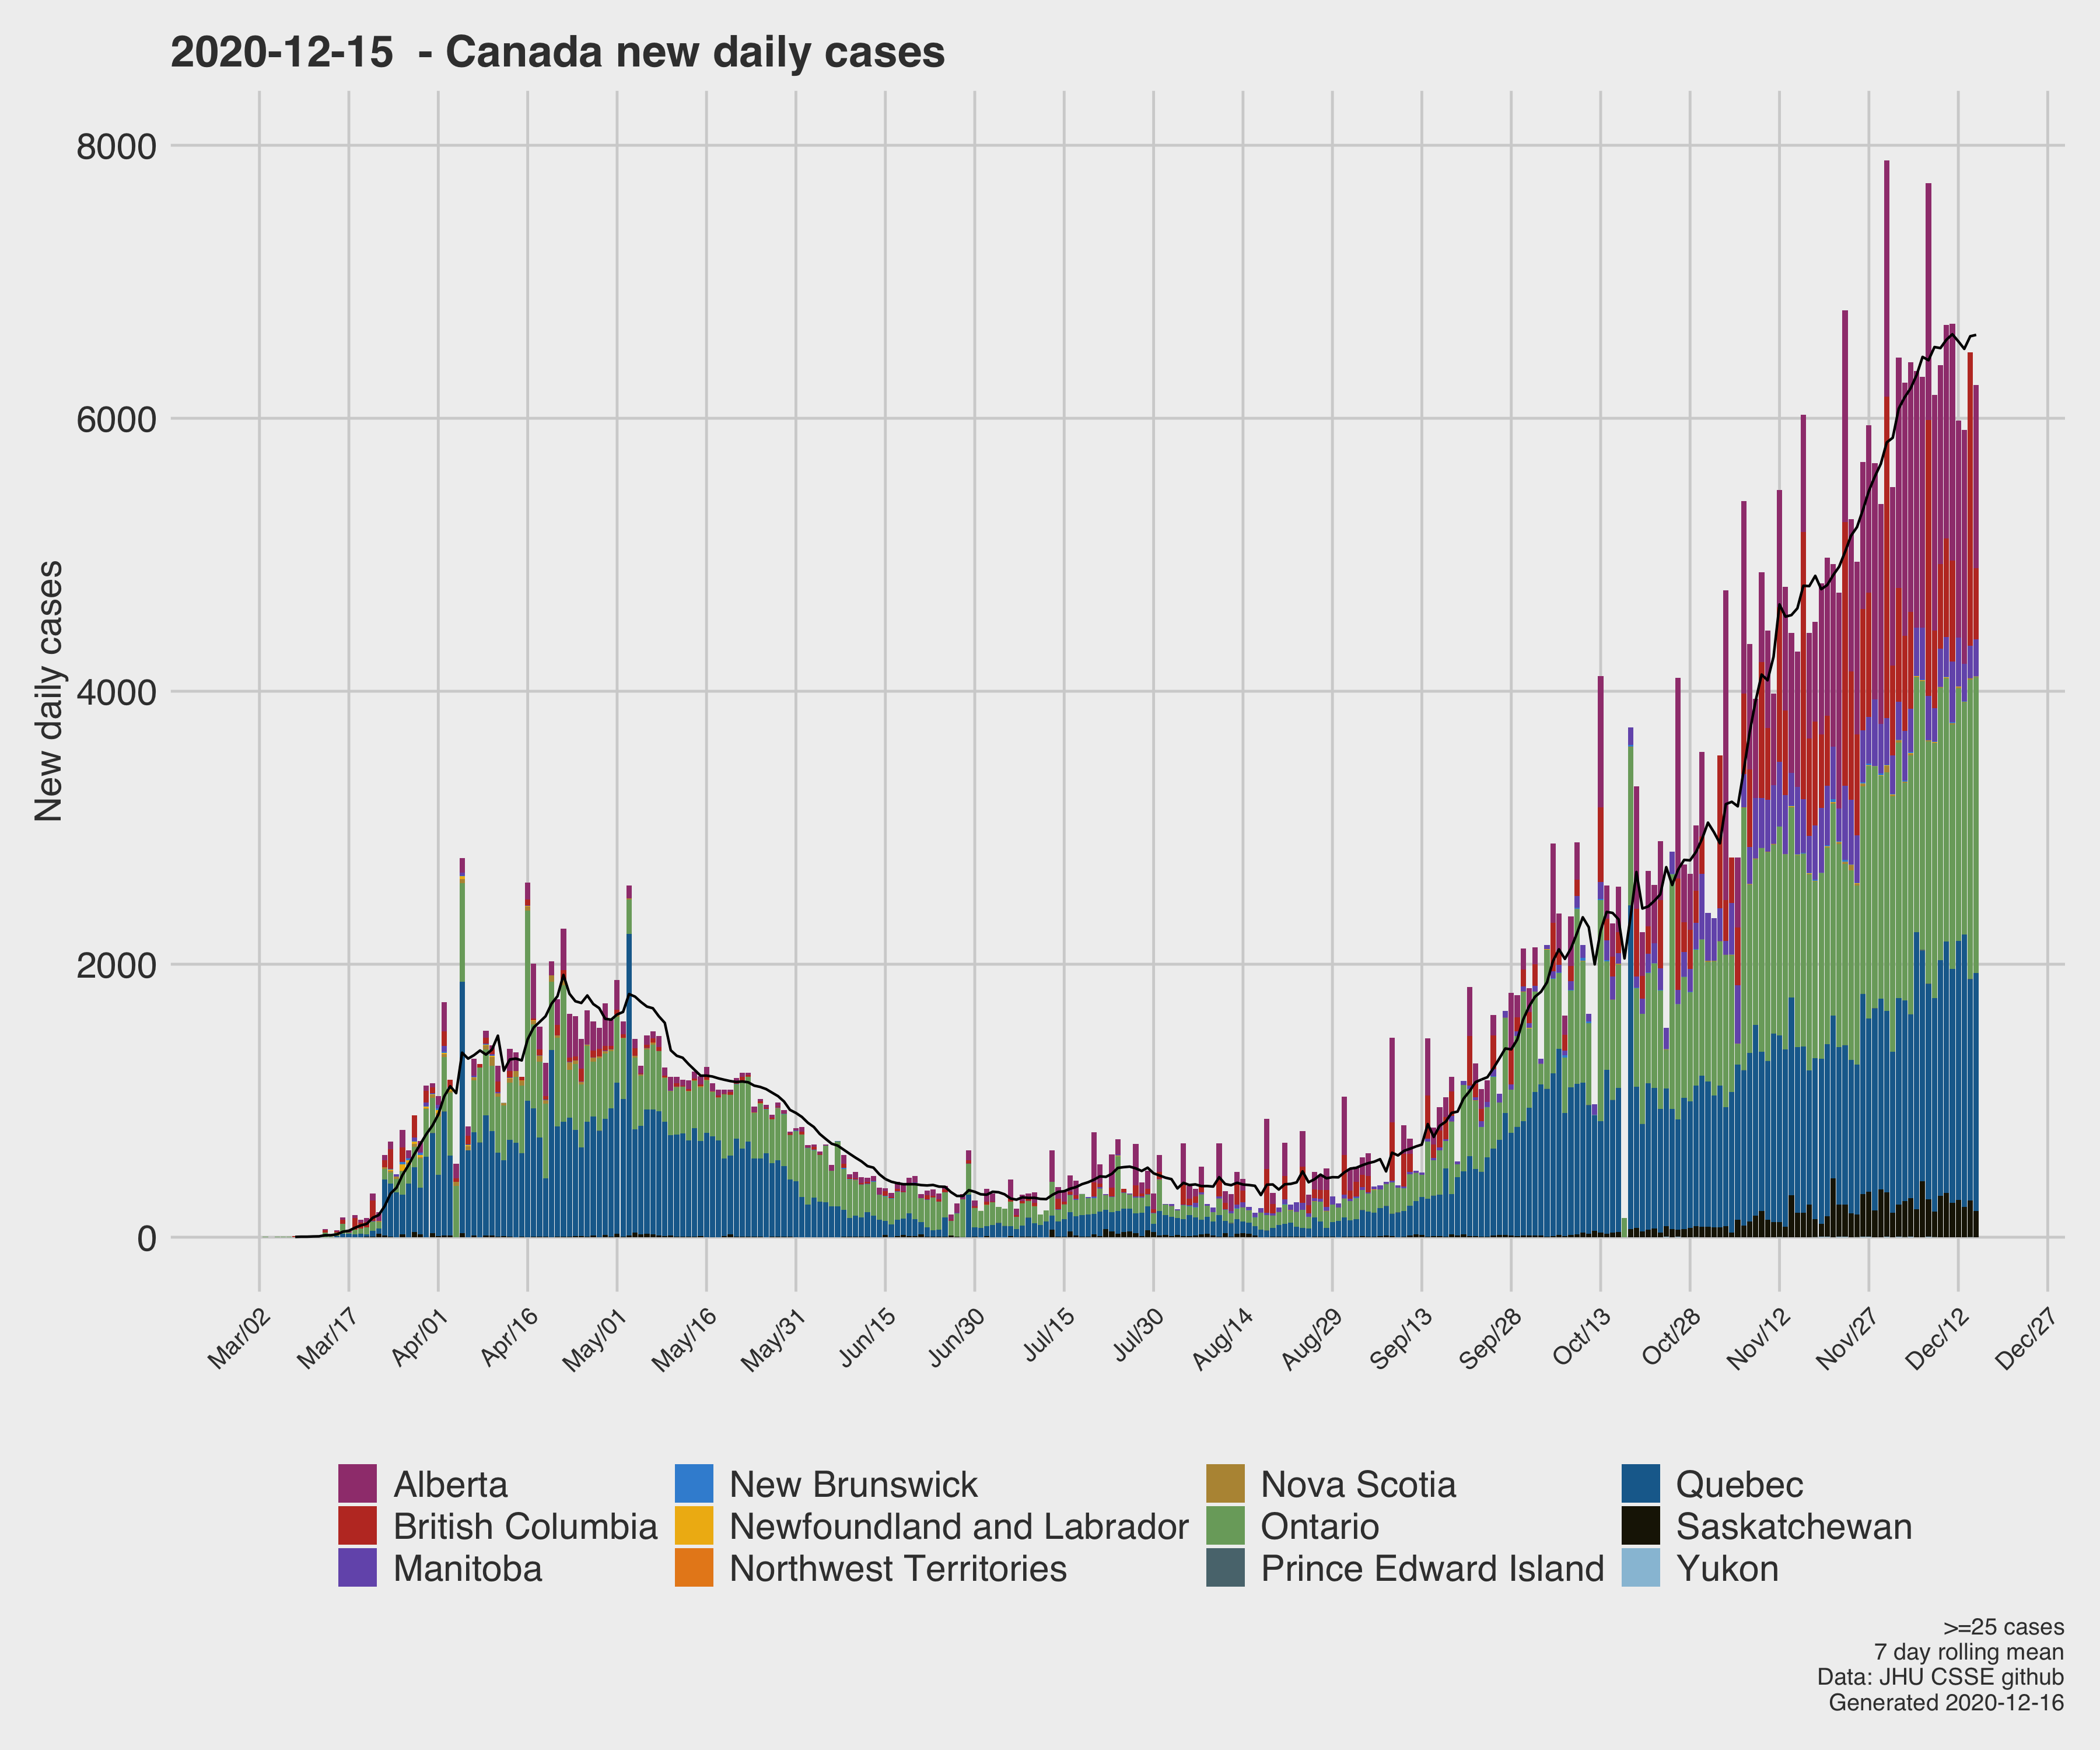 2020-12-15 - Canada new daily cases
New daily cases
8000
6000
4000
2000
0
Mar/02
Mar/17
Apr/01
Apr/16
May/01
May/16
May/31
Jun/15
Jun/30
Jul/15
Jul/30
Aug/14
Aug/29
Sep/13
Sep/28
Oct/13
Oct/28
Nov/12
Nov/27
Dec/12
Dec/27
Alberta
British Columbia
Manitoba
New Brunswick
Newfoundland and Labrador
Northwest Territories
Nova Scotia
Ontario
Prince Edward Island
Quebec
Saskatchewan
Yukon
>=25 cases
7 day rolling mean
Data: JHU CSSE github
Generated 2020-12-16